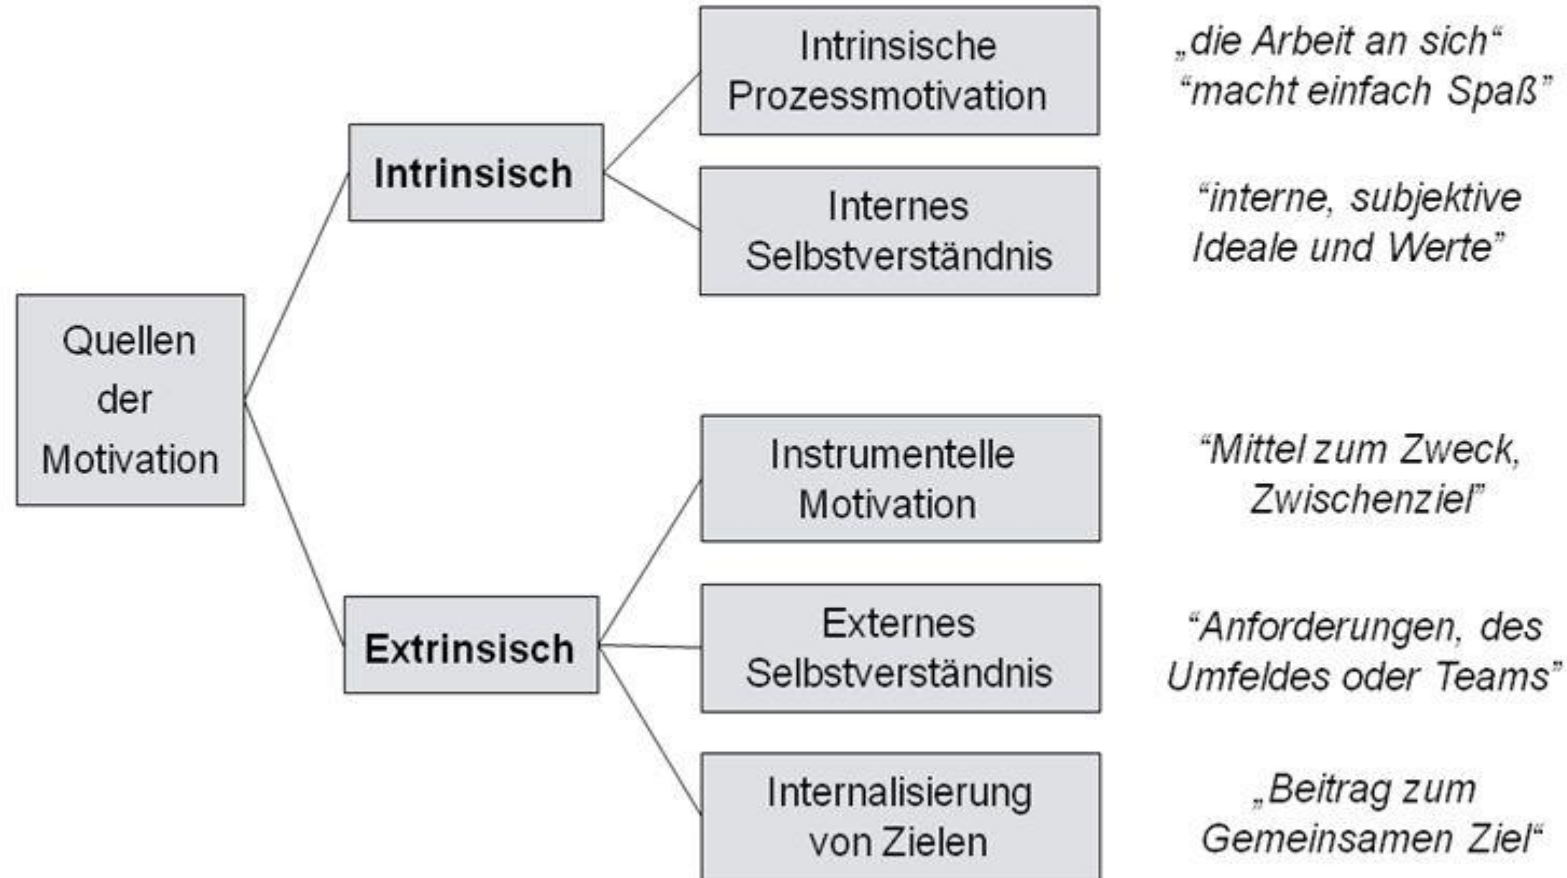 Quellen
der
Motivation
Intrinsisch
Intrinsische
Prozessmotivation
„die Arbeit an sich“
“macht einfach Spaß”
Internes
Selbstverständnis
“interne, subjektive
Ideale und Werte”
Extrinsisch
Instrumentelle
Motivation
“Mittel zum Zweck,
Zwischenziel”
Externes
Selbstverständnis
“Anforderungen, des
Umfeldes oder Teams”
Internalisierung
von Zielen
„Beitrag zum
Gemeinsamen Ziel“